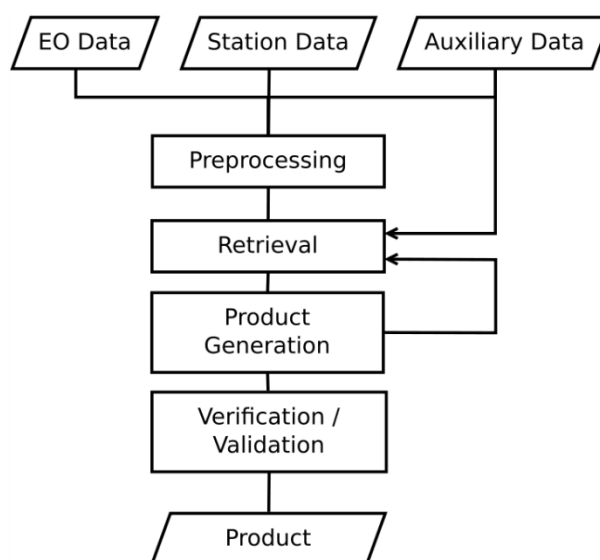 EO Data
Station Data
Auxiliary Data
Preprocessing
Retrieval
Product
Generation
Verification /
Validation
Product